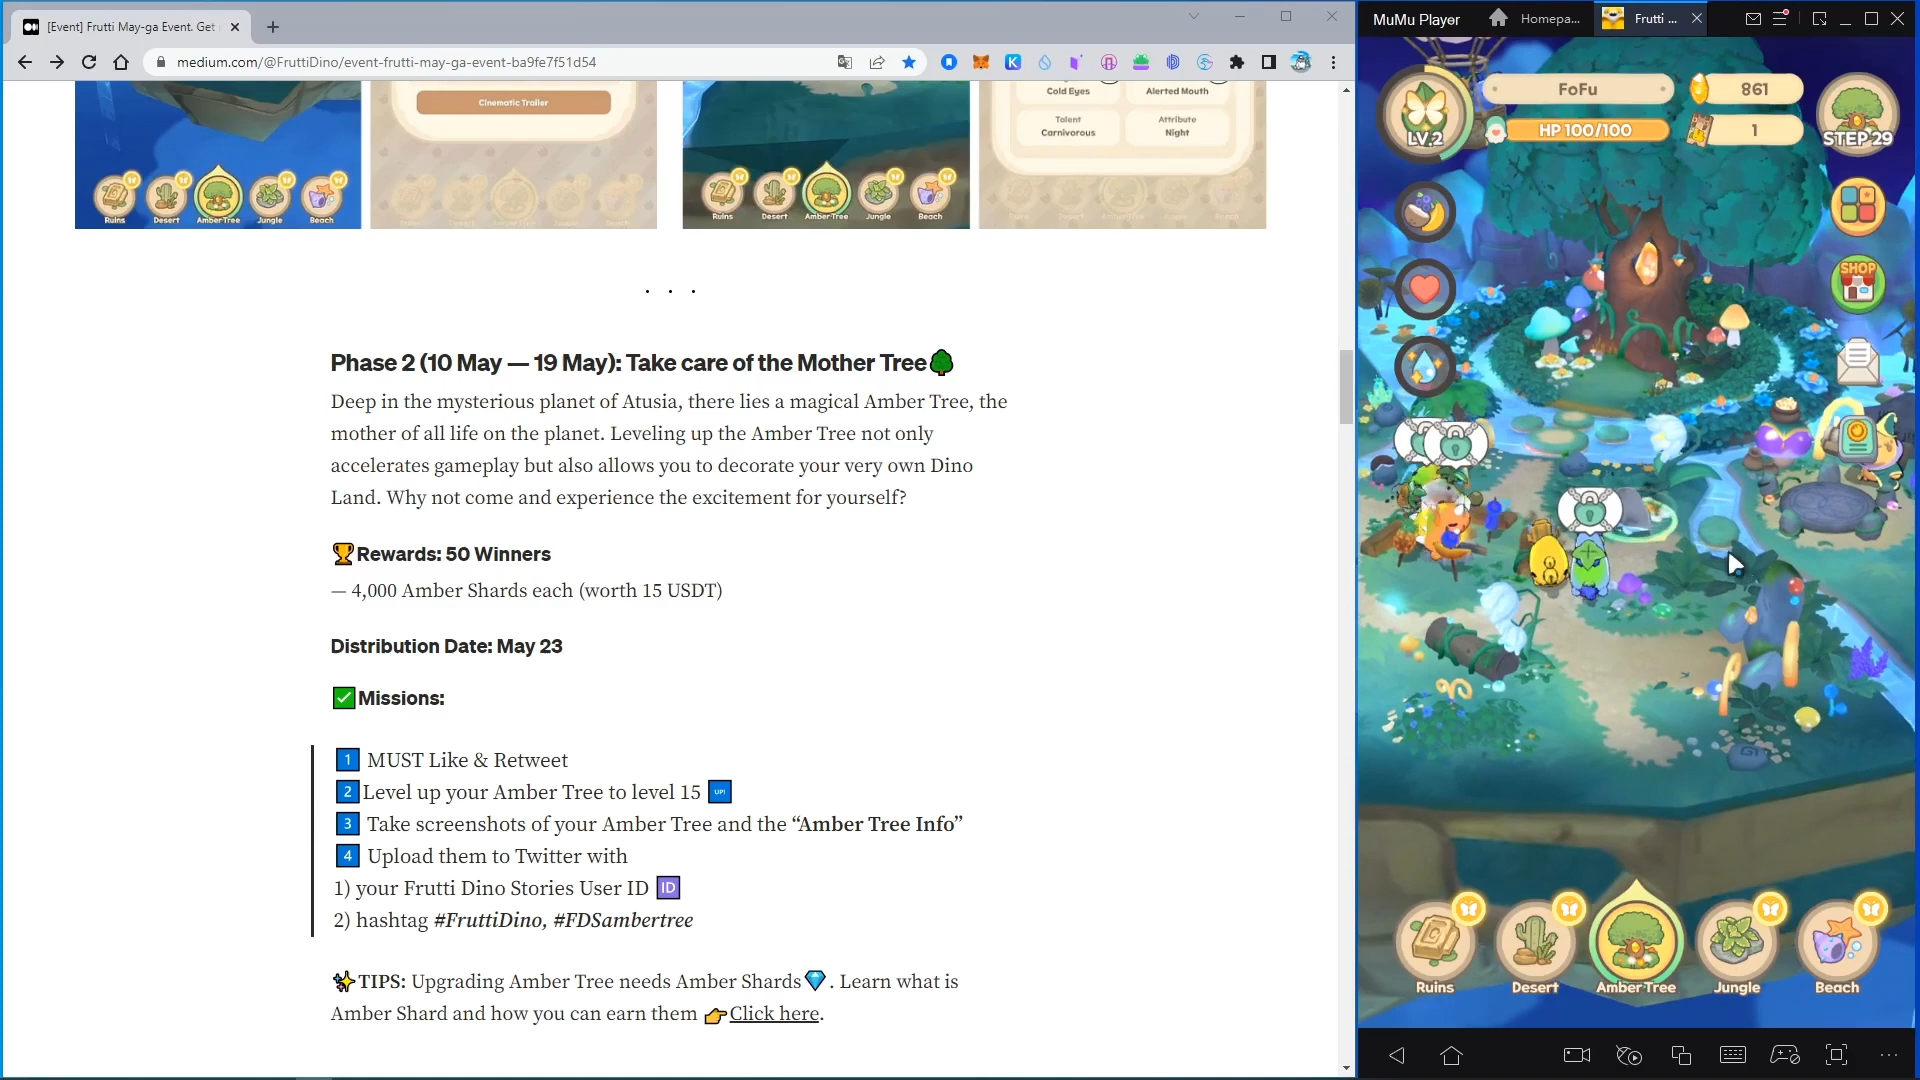 [Event] Frutti May-ga Event. Get
medium.com/@FruttiDino/event-frutti-may-ga-event-ba9fe7f51d54
Ruins
Desert
Amber Tree
Jungle
Beach
Cinematic Trailer
Ruins
Desert
Amber Tree
Jungle
Beach
Cold Eyes
Alerted Mouth
Talent
Carnivorous
Attribute
Night
Phase 2 (10 May — 19 May): Take care of the Mother Tree🌳
Deep in the mysterious planet of Atusia, there lies a magical Amber Tree, the
mother of all life on the planet. Leveling up the Amber Tree not only
accelerates gameplay but also allows you to decorate your very own Dino
Land. Why not come and experience the excitement for yourself?
🏆Rewards: 50 Winners
— 4,000 Amber Shards each (worth 15 USDT)
Distribution Date: May 23
✅Missions:
1️⃣ MUST Like & Retweet
2️⃣Level up your Amber Tree to level 15 🆙
3️⃣ Take screenshots of your Amber Tree and the “Amber Tree Info”
4️⃣ Upload them to Twitter with
1) your Frutti Dino Stories User ID 🆔
2) hashtag #FruttiDino, #FDSambertree
✨TIPS: Upgrading Amber Tree needs Amber Shards💎. Learn what is
Amber Shard and how you can earn them 👉Click here.
MuMu Player
Homepa...
Frutti ...
FoFu
861
LV.2
HP 100/100
1
STEP 29
SHOP
Ruins
Desert
Amber Tree
Jungle
Beach